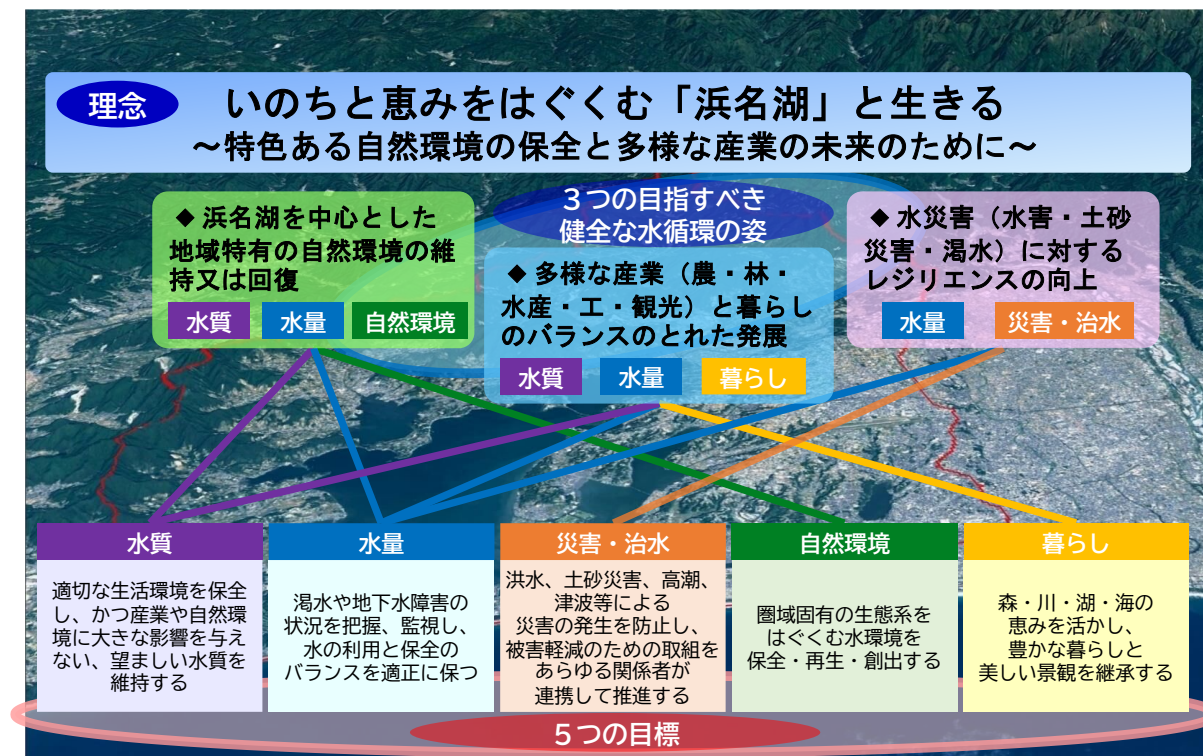 理念
いのちと恵みをはぐくむ「浜名湖」と生きる
～特色ある自然環境の保全と多様な産業の未来のために～
３つの目指すべき
健全な水循環の姿
◆ 浜名湖を中心とした
地域特有の自然環境の維
持又は回復
水質 水量 自然環境
◆ 多様な産業（農・林・
水産・工・観光）と暮らし
のバランスのとれた発展
水質 水量 暮らし
◆ 水災害（水害・土砂
災害・渇水）に対する
レジリエンスの向上
水量 災害・治水
水質
適切な生活環境を保全
し、かつ産業や自然環
境に大きな影響を与え
ない、望ましい水質を
維持する
水量
渇水や地下水障害の
状況を把握、監視し、
水の利用と保全の
バランスを適正に保つ
災害・治水
洪水、土砂災害、高潮、
津波等による
災害の発生を防止し、
被害軽減のための取組を
あらゆる関係者が
連携して推進する
自然環境
圏域固有の生態系を
はぐくむ水環境を
保全・再生・創出する
暮らし
森・川・湖・海の
恵みを活かし、
豊かな暮らしと
美しい景観を継承する
５つの目標